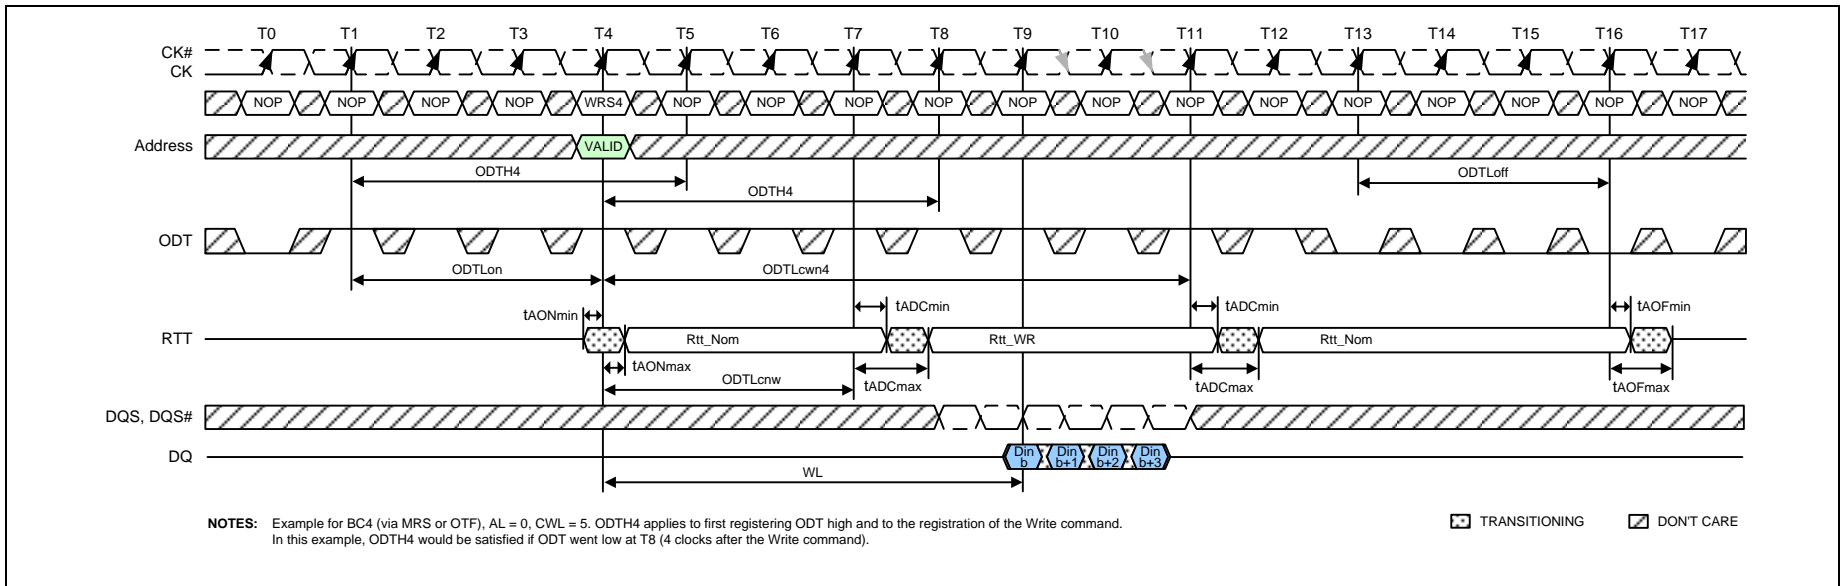 T0 T1 T2 T3 T4 T5 T6 T7 T8 T9 T10 T11 T12 T13 T14 T15 T16 T17
CK#
CK
NOP NOP NOP NOP WRS4 NOP NOP NOP NOP NOP NOP NOP NOP NOP NOP NOP NOP NOP
Address VALID
ODTH4 ODTLoff
ODTH4
ODT
ODTLon ODTLcwn4
tAONmin tADCmin tADCmin tAOFmin
RTT Rtt_Nom Rtt_WR Rtt_Nom
tAONmax ODTLcnw tADCmax tADCmax tAOFmax
DQS, DQS#
DQ Din b Din b+1 Din b+2 Din b+3
WL
NOTES: Example for BC4 (via MRS or OTF), AL = 0, CWL = 5. ODTH4 applies to first registering ODT high and to the registration of the Write command. TRANSITIONING DON'T CARE
In this example, ODTH4 would be satisfied if ODT went low at T8 (4 clocks after the Write command).